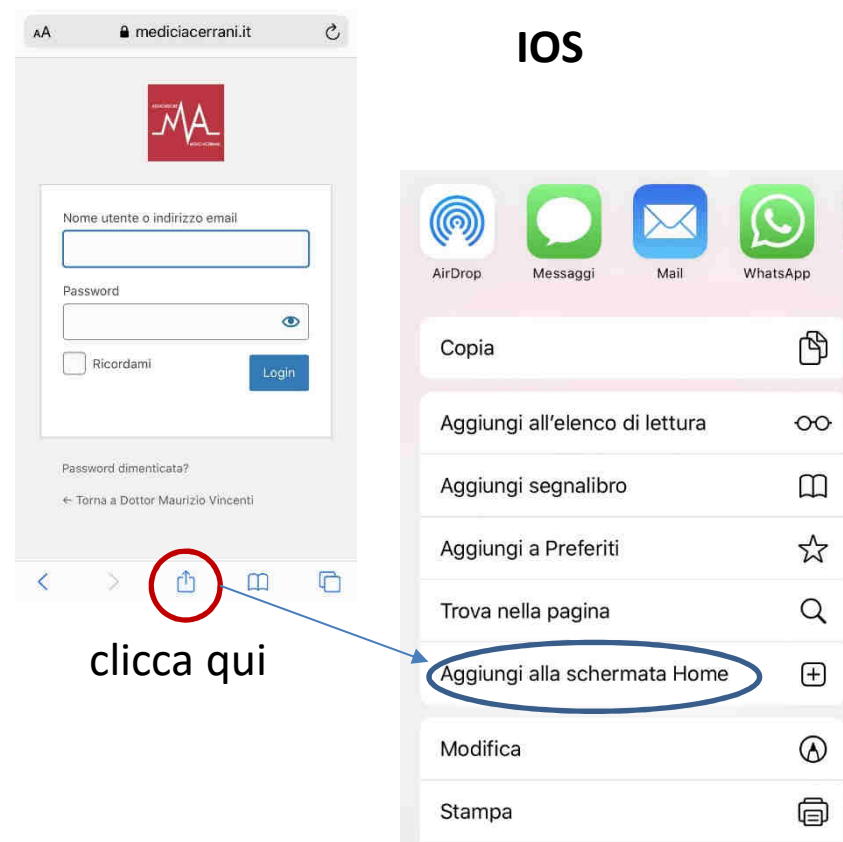 AA mediciacerrani.it
IOS
MA
Nome utente o indirizzo email
Password
Ricordami
Login
Password dimenticata?
← Torna a Dottor Maurizio Vincenti
clicca qui
AirDrop Messaggi Mail WhatsApp
Copia
Aggiungi all'elenco di lettura
Aggiungi segnalibro
Aggiungi a Preferiti
Trova nella pagina
Aggiungi alla schermata Home
Modifica
Stampa